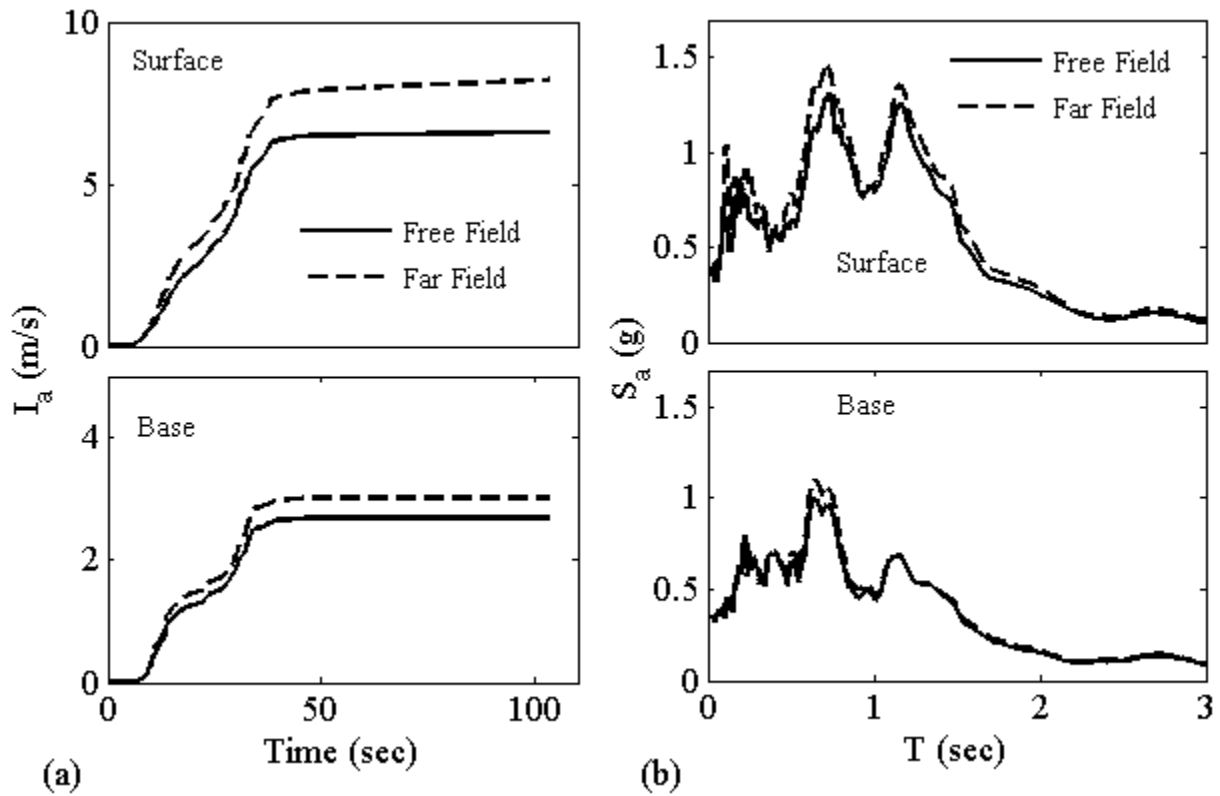 10
Surface
5
Free Field
Far Field
0
I_a (m/s)
4
Base
2
0
0
50
100
Time (sec)
(a)
1.5
Free Field
Far Field
1
0.5
Surface
0
S_a (g)
1.5
Base
1
0.5
0
0
1
2
3
T (sec)
(b)